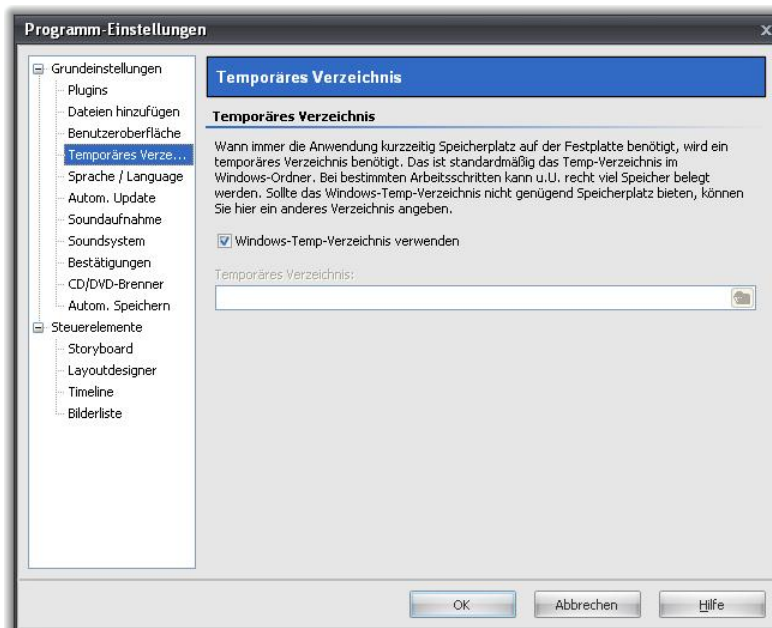 Programm-Einstellungen
Grundeinstellungen
Plugins
Dateien hinzufügen
Benutzeroberfläche
Temporäres Verze...
Sprache / Language
Autom. Update
Soundaufnahme
Soundsystem
Bestätigungen
CD/DVD-Brenner
Autom. Speichern
Steuerelemente
Storyboard
Layoutdesigner
Timeline
Bilderliste
Temporäres Verzeichnis
Temporäres Verzeichnis
Wann immer die Anwendung kurzzeitig Speicherplatz auf der Festplatte benötigt, wird ein
temporäres Verzeichnis benötigt. Das ist standardmäßig das Temp-Verzeichnis im
Windows-Ordner. Bei bestimmten Arbeitsschritten kann u.U. recht viel Speicher belegt
werden. Sollte das Windows-Temp-Verzeichnis nicht genügend Speicherplatz bieten, können
Sie hier ein anderes Verzeichnis angeben.
Windows-Temp-Verzeichnis verwenden
Temporäres Verzeichnis:
OK
Abbrechen
Hilfe